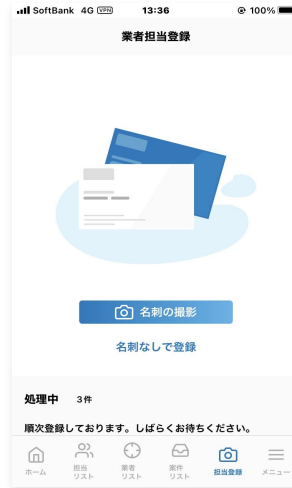 SoftBank 4G VPN 13:36 100%
業者担当登録
名刺の撮影
名刺なしで登録
処理中 3件
順次登録しております。しばらくお待ちください。
ホーム
担当
リスト
業者
リスト
案件
リスト
担当登録
メニュー